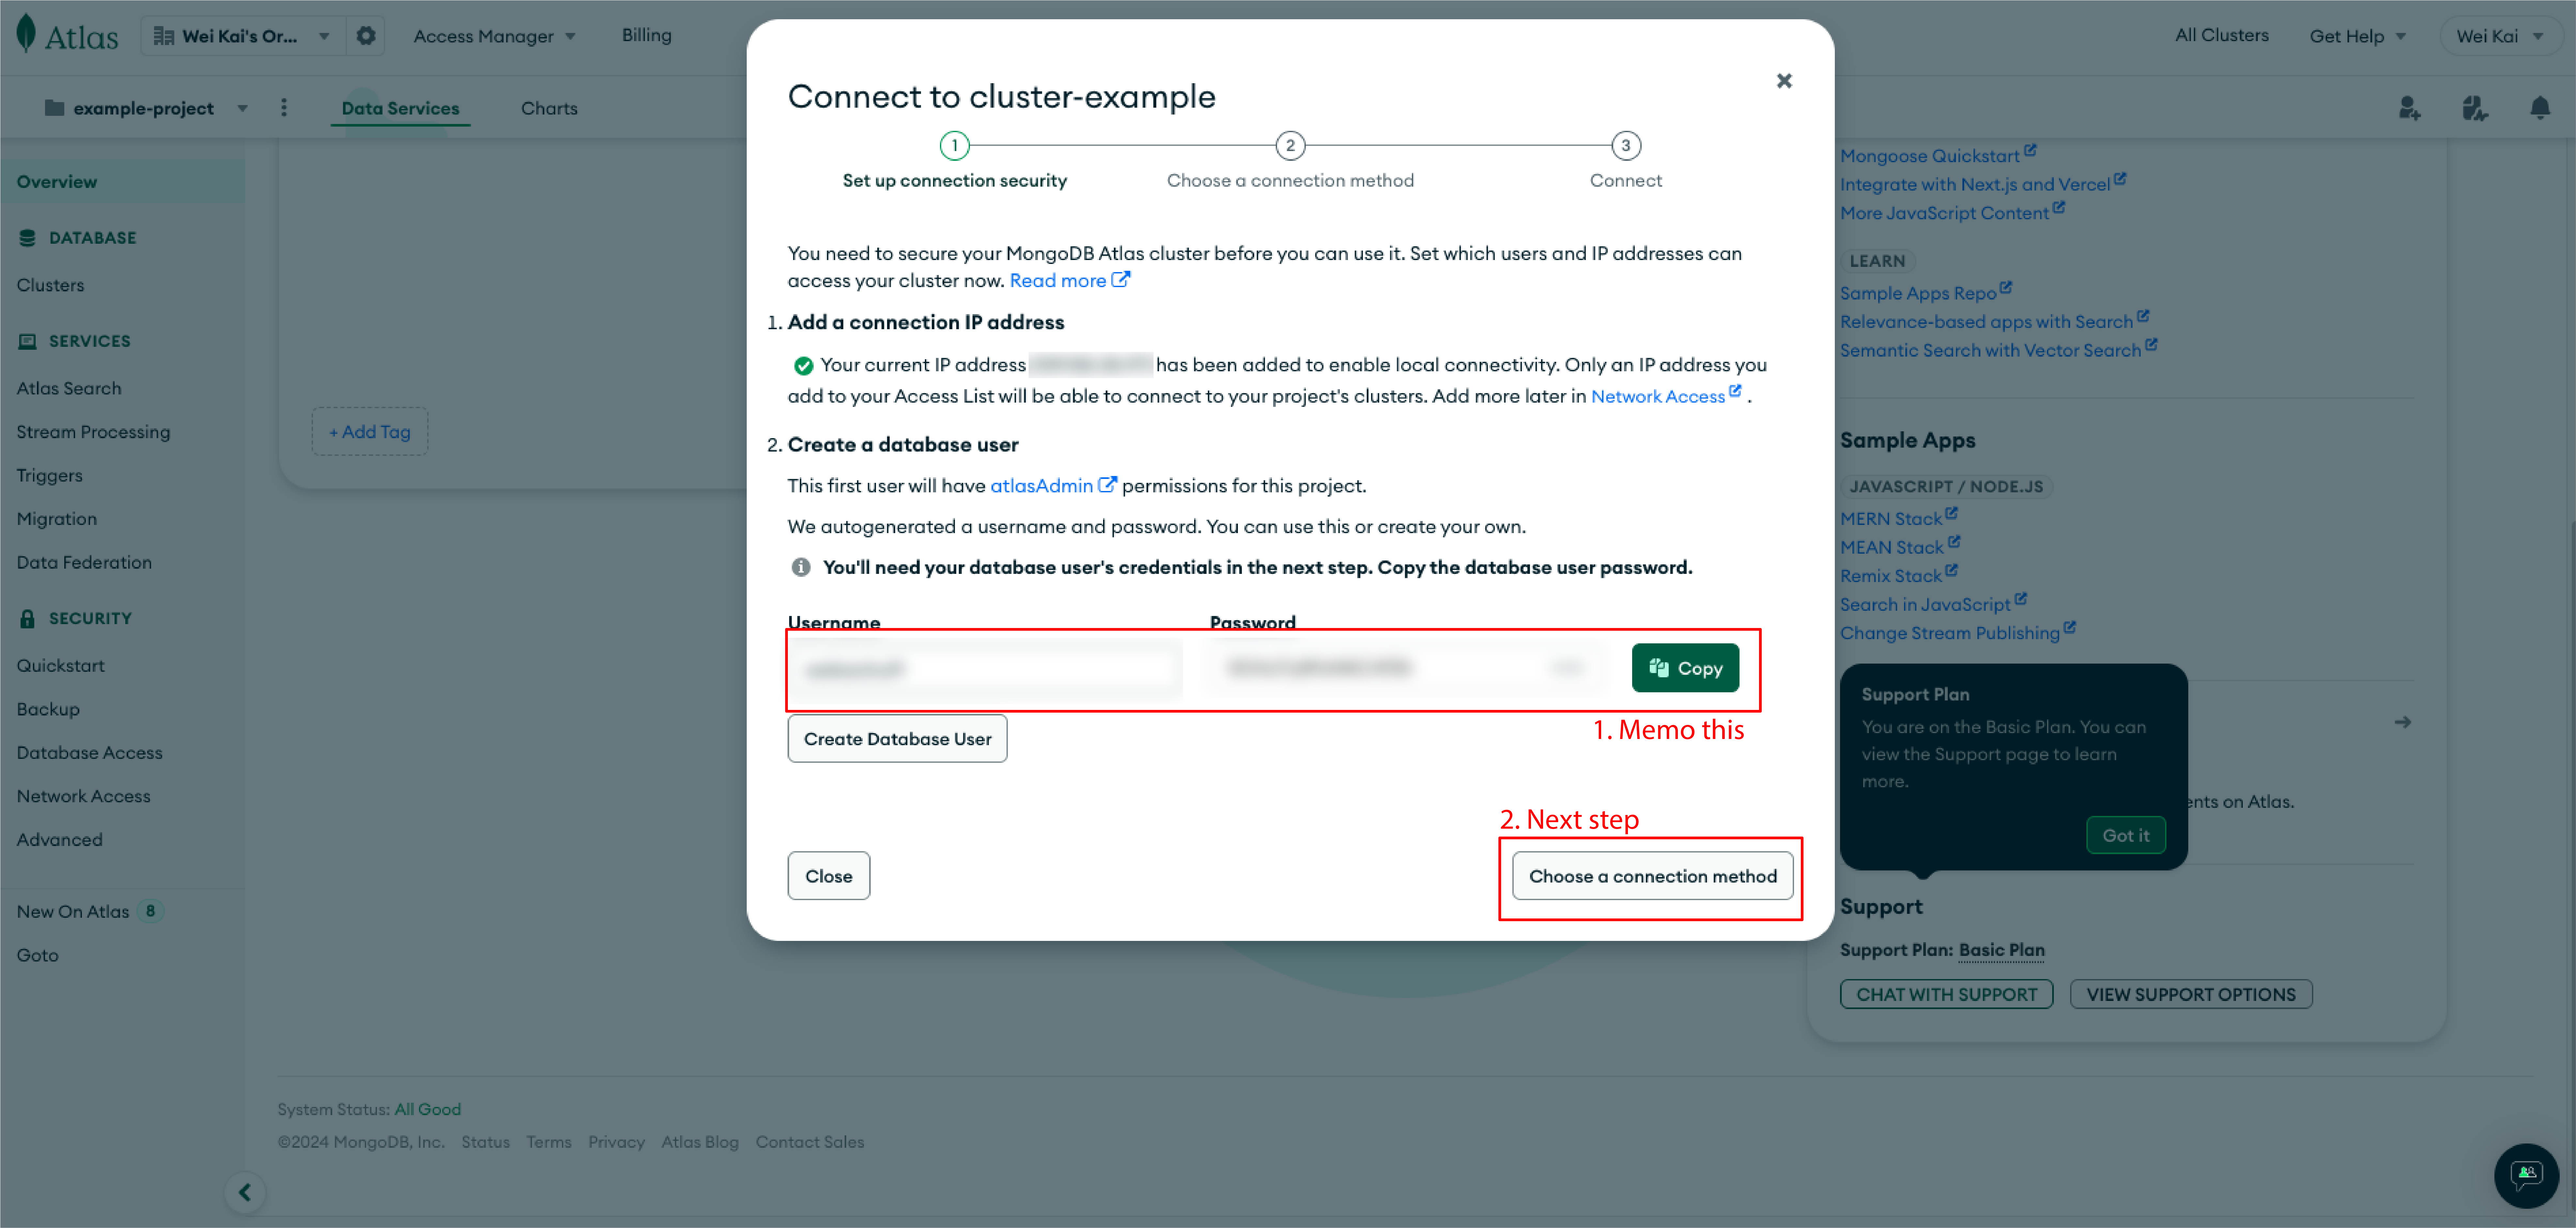 Atlas
Wei Kai's Or...
Access Manager
Billing
All Clusters
Get Help
Wei Kai
example-project
Data Services
Charts
Overview
DATABASE
Clusters
SERVICES
Atlas Search
Stream Processing
Triggers
Migration
Data Federation
SECURITY
Quickstart
Backup
Database Access
Network Access
Advanced
New On Atlas 8
Goto
+ Add Tag
Connect to cluster-example
1
2
3
Set up connection security
Choose a connection method
Connect
You need to secure your MongoDB Atlas cluster before you can use it. Set which users and IP addresses can
access your cluster now. Read more
1. Add a connection IP address
Your current IP address has been added to enable local connectivity. Only an IP address you
add to your Access List will be able to connect to your project's clusters. Add more later in Network Access .
2. Create a database user
This first user will have atlasAdmin permissions for this project.
We autogenerated a username and password. You can use this or create your own.
You'll need your database user's credentials in the next step. Copy the database user password.
Username
Password
Copy
1. Memo this
Create Database User
2. Next step
Close
Choose a connection method
Mongoose Quickstart
Integrate with Next.js and Vercel
More JavaScript Content
LEARN
Sample Apps Repo
Relevance-based apps with Search
Semantic Search with Vector Search
Sample Apps
JAVASCRIPT / NODE.JS
MERN Stack
MEAN Stack
Remix Stack
Search in JavaScript
Change Stream Publishing
Support Plan
You are on the Basic Plan. You can
view the Support page to learn
more.
Got it
ents on Atlas.
Support
Support Plan: Basic Plan
CHAT WITH SUPPORT
VIEW SUPPORT OPTIONS
System Status: All Good
©2024 MongoDB, Inc. Status Terms Privacy Atlas Blog Contact Sales